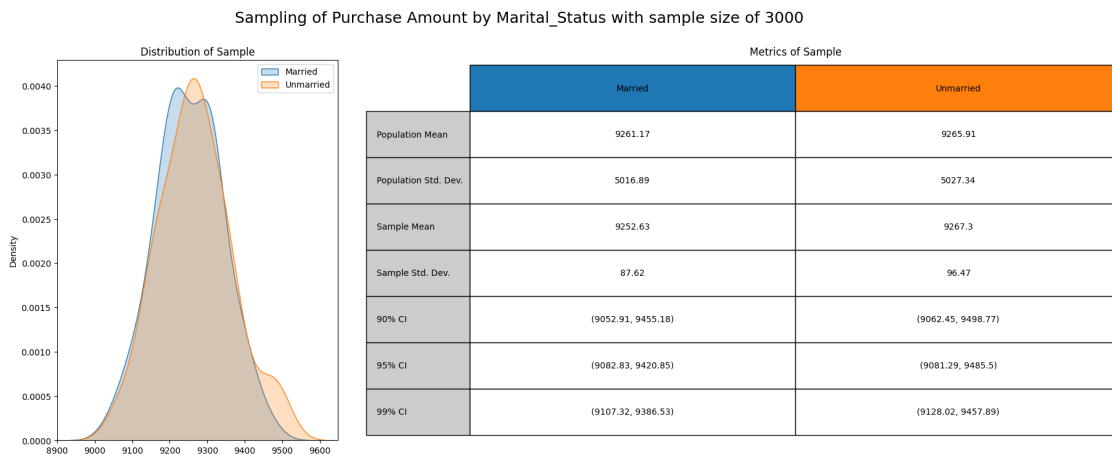 Sampling of Purchase Amount by Marital_Status with sample size of 3000
Distribution of Sample
Married
Unmarried
Density
0.0040
0.0035
0.0030
0.0025
0.0020
0.0015
0.0010
0.0005
0.0000
8900 9000 9100 9200 9300 9400 9500 9600
Metrics of Sample
Married Unmarried
Population Mean 9261.17 9265.91
Population Std. Dev. 5016.89 5027.34
Sample Mean 9252.63 9267.3
Sample Std. Dev. 87.62 96.47
90% CI (9052.91, 9455.18) (9062.45, 9498.77)
95% CI (9082.83, 9420.85) (9081.29, 9485.5)
99% CI (9107.32, 9386.53) (9128.02, 9457.89)